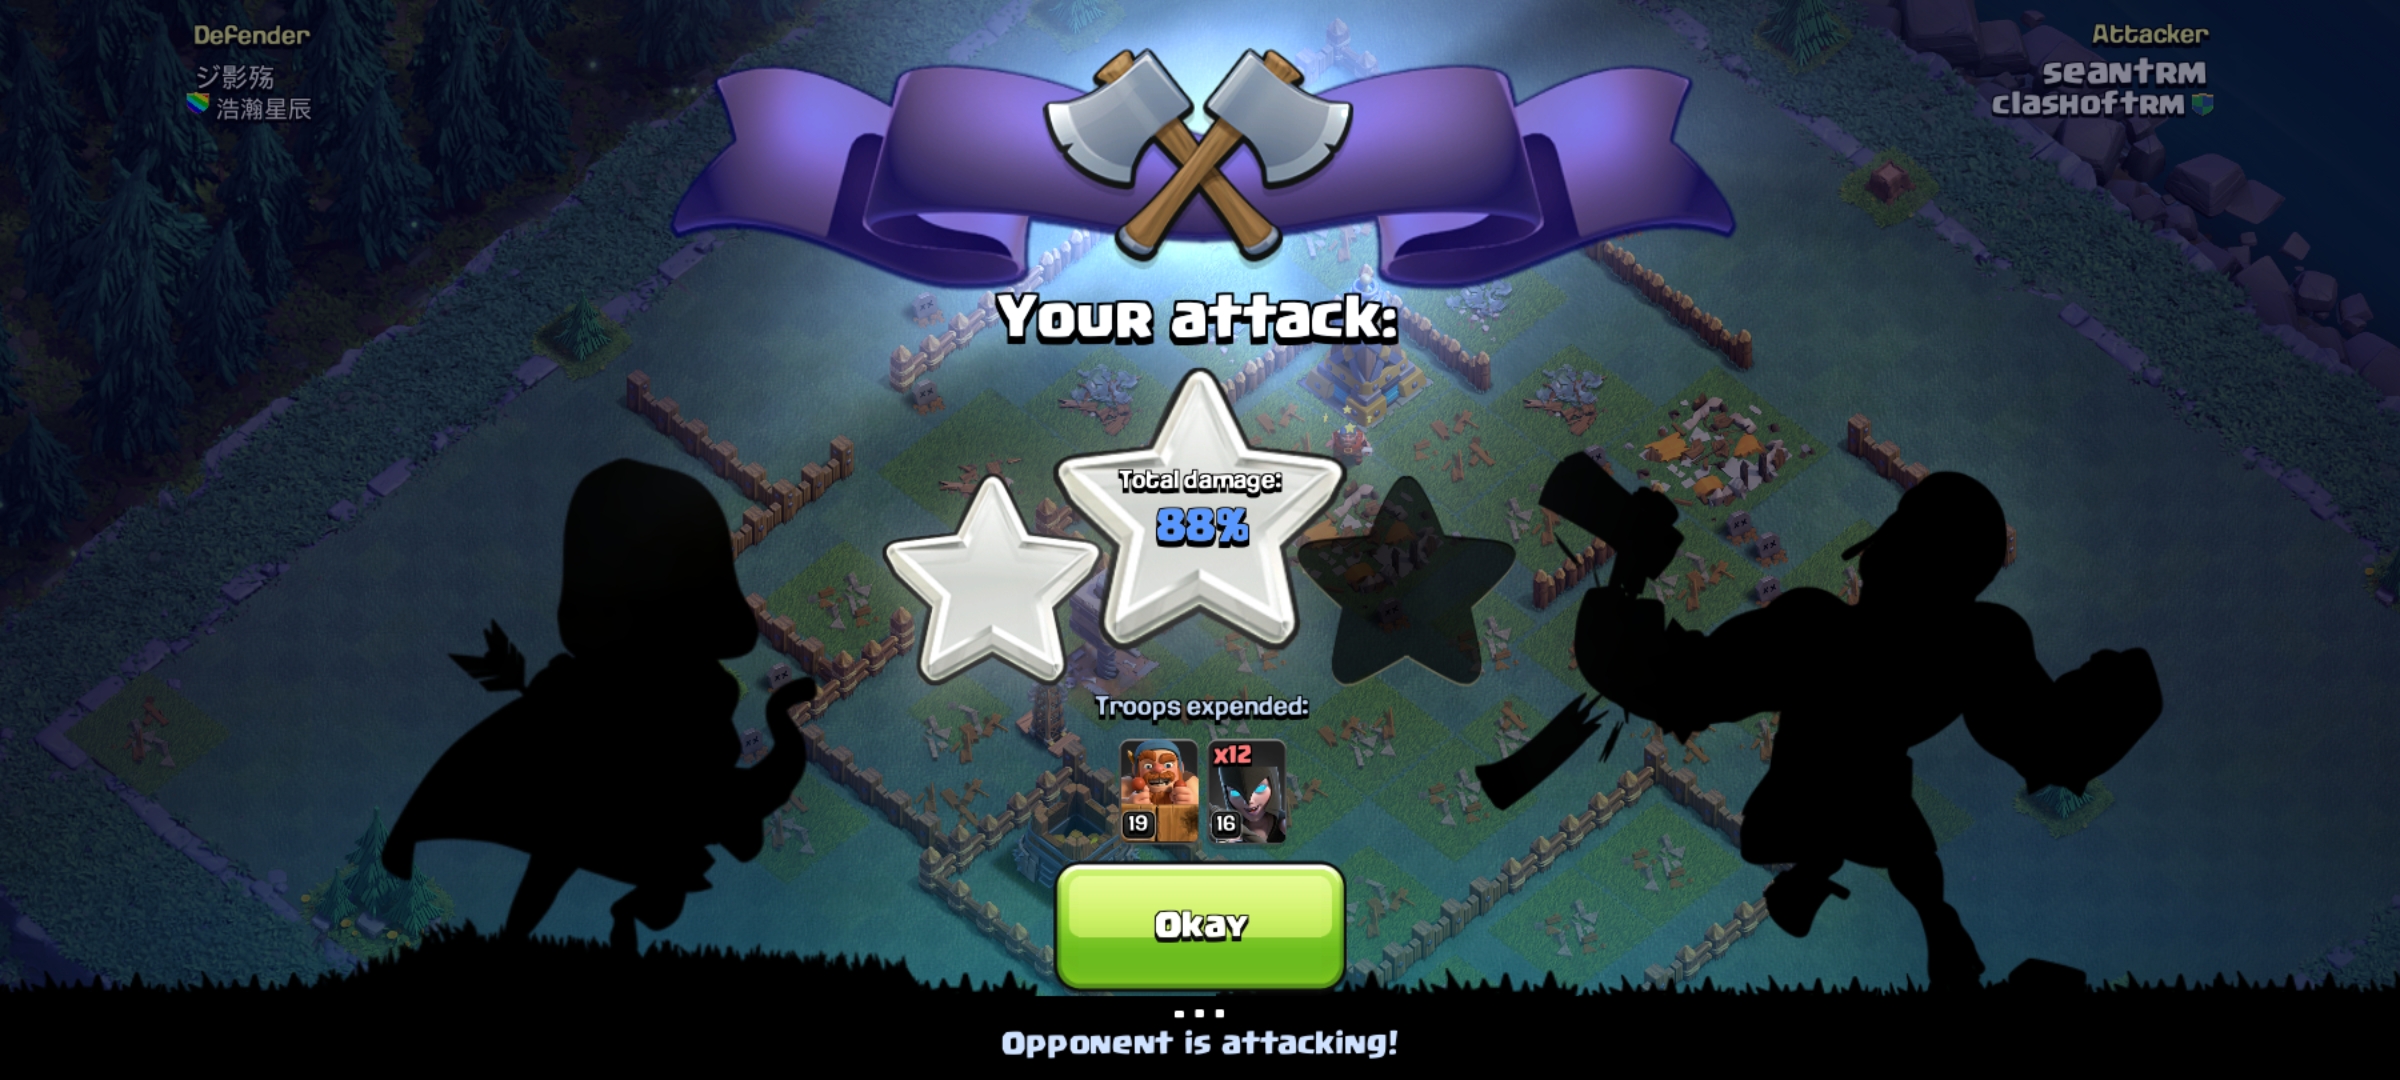 Defender
ジ影殇
浩瀚星辰
Attacker
seantRM
clashoftRM
Your attack:
Total damage:
88%
Troops expended:
x12
19
16
Okay
...
Opponent is attacking!